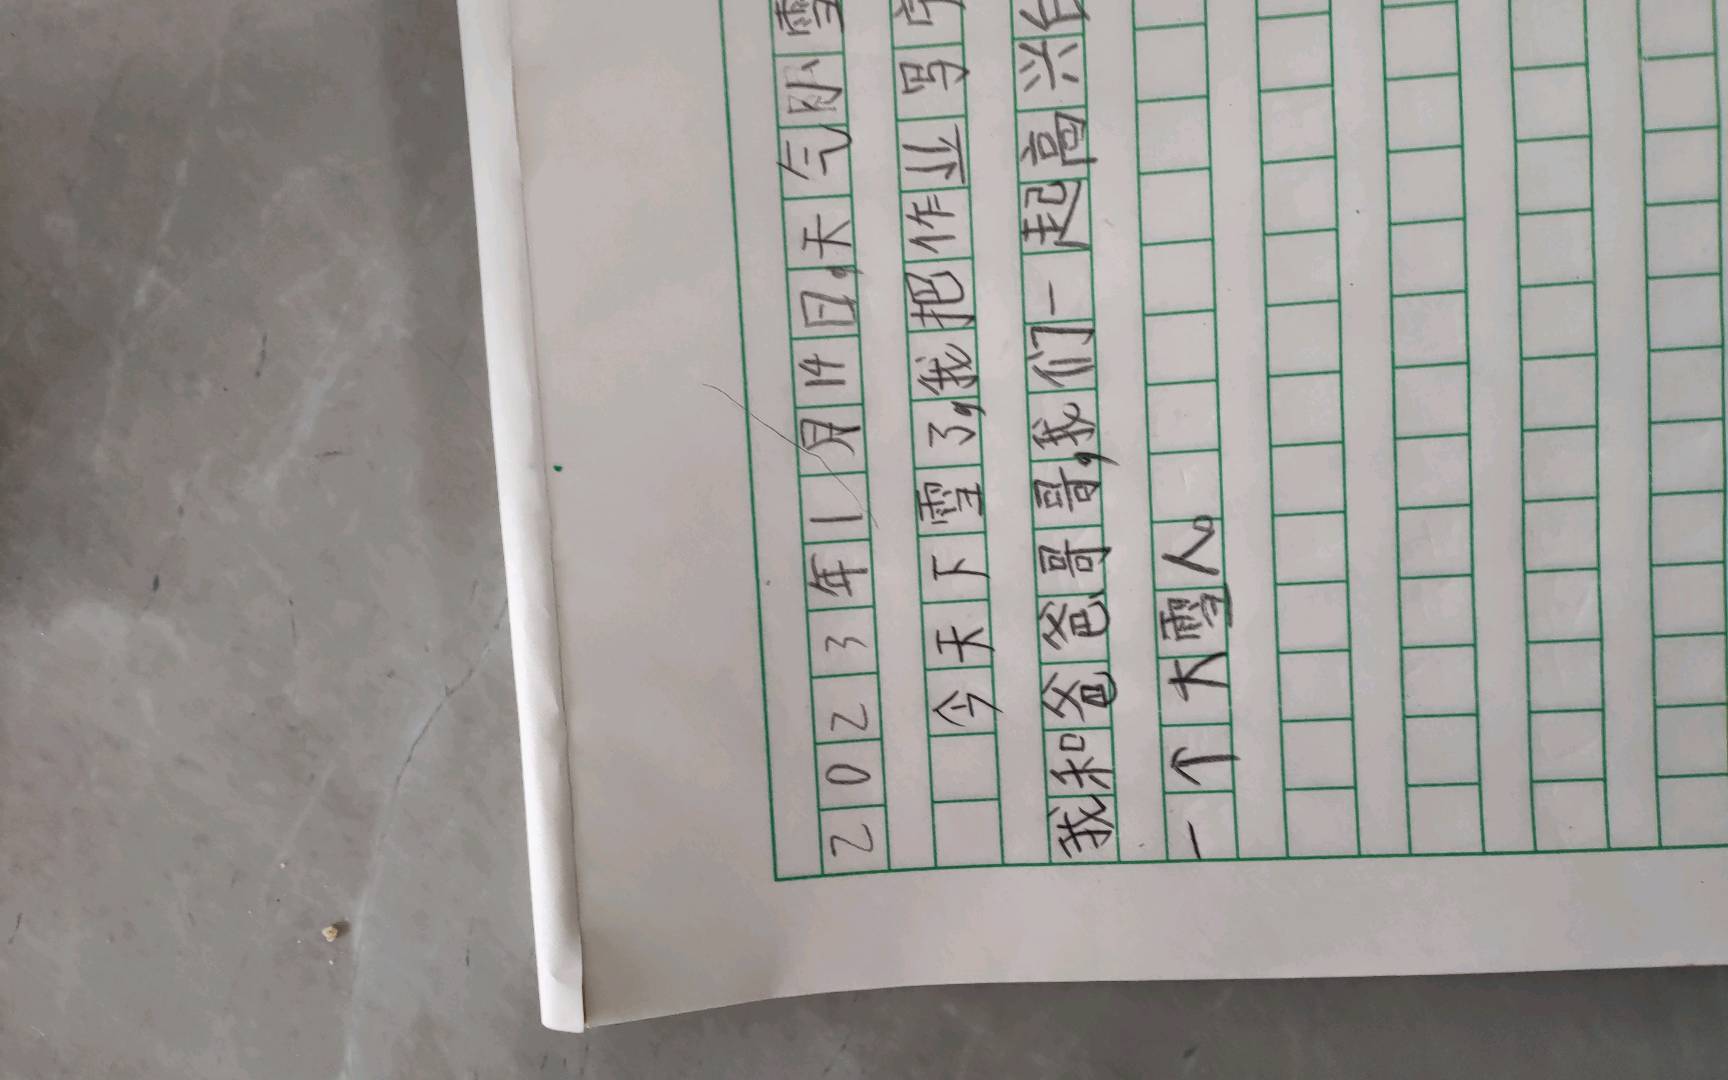 2023年1月14日,天气小雪
今天下雪了,我把作业写
我和爸爸、哥哥,我们一起高兴
一个大雪人。